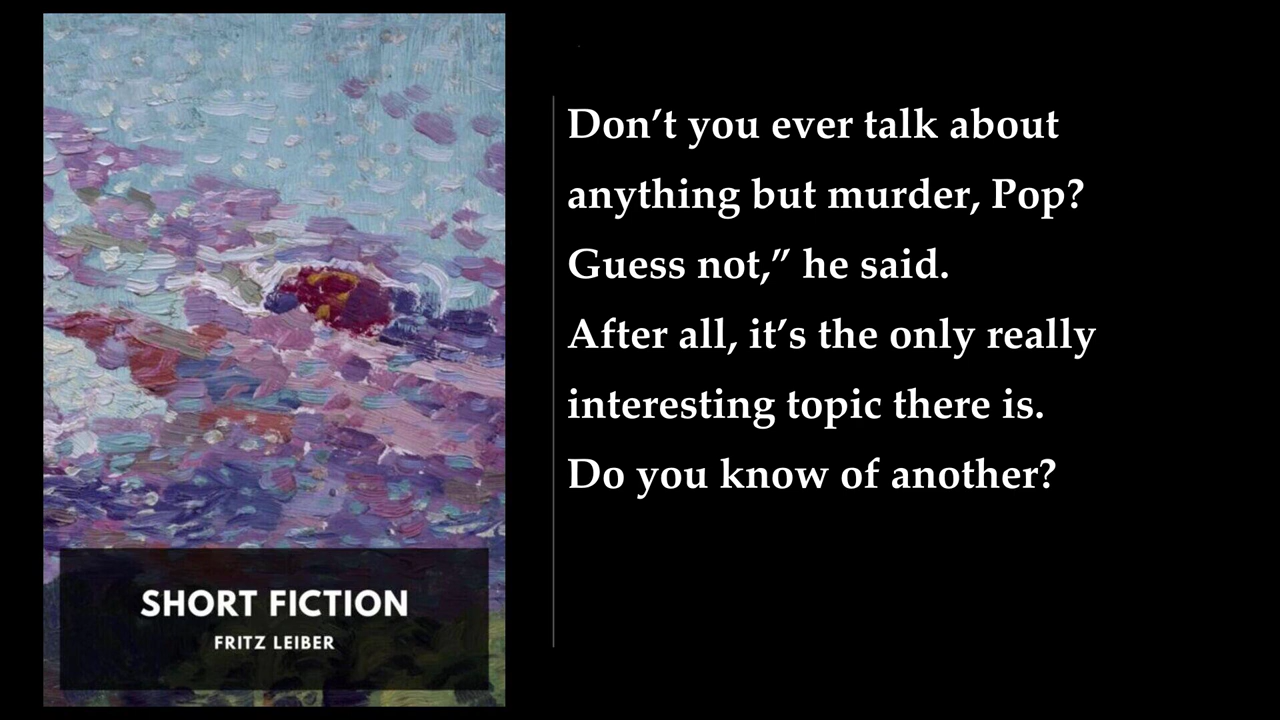 SHORT FICTION
FRITZ LEIBER
Don’t you ever talk about
anything but murder, Pop?
Guess not,” he said.
After all, it’s the only really
interesting topic there is.
Do you know of another?